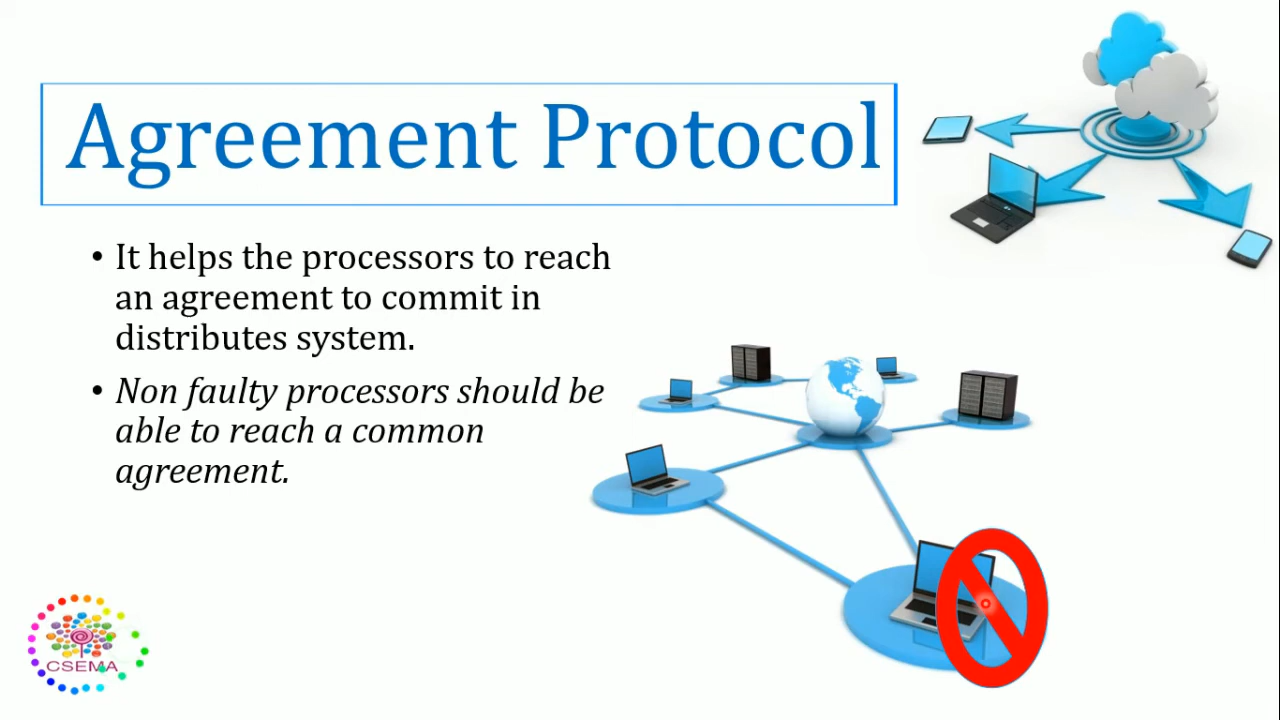 Agreement Protocol
• It helps the processors to reach
an agreement to commit in
distributes system.
• Non faulty processors should be
able to reach a common
agreement.
CSEMA